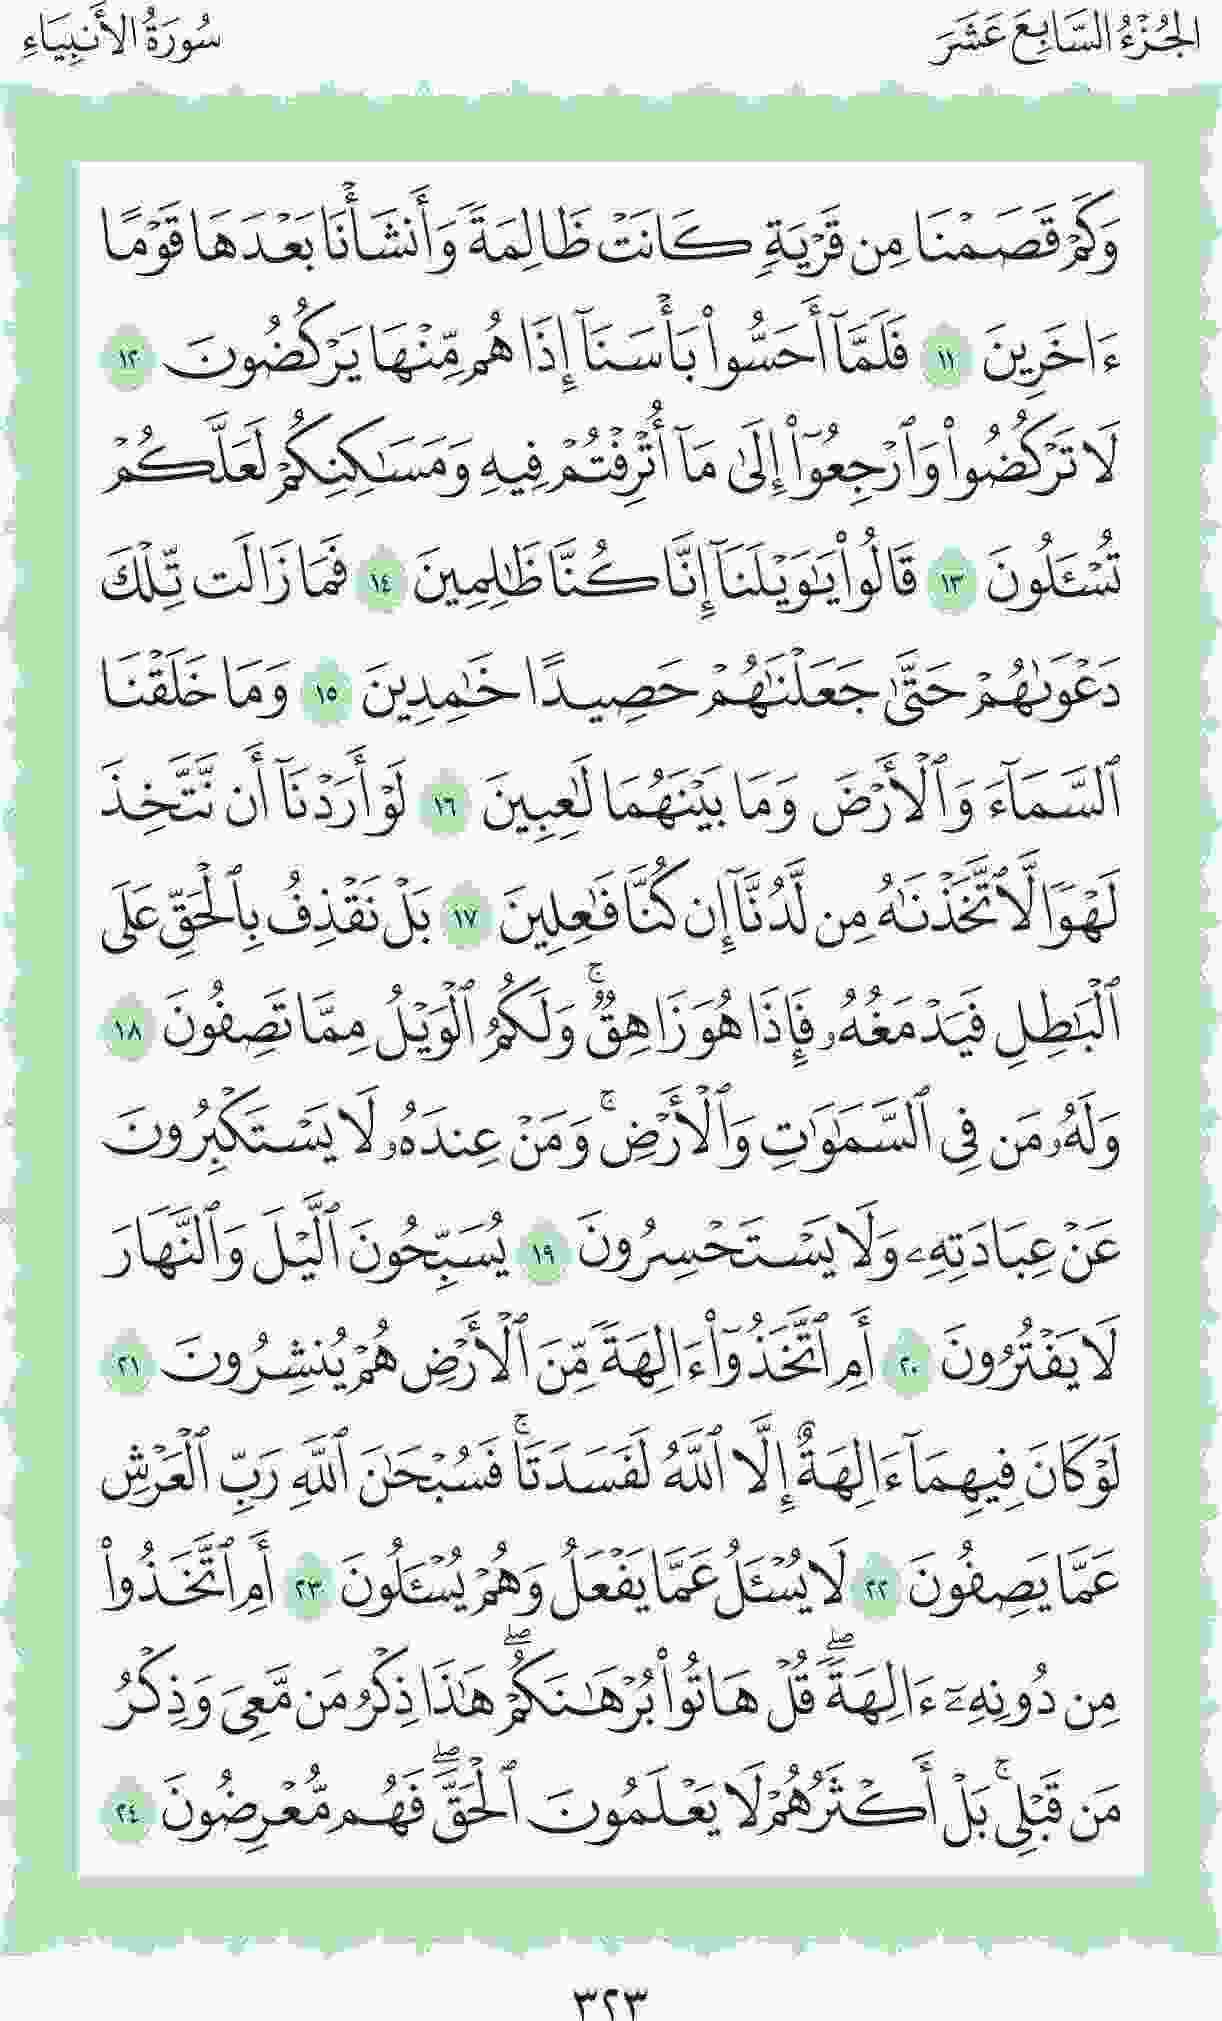 الجُزْءُ السَّابِعَ عَشَرَ
سُورَةُ الأَنبِيَاءِ
وَكَمْ قَصَمْنَا مِن قَرْيَةٍ كَانَتْ ظَالِمَةً وَأَنشَأْنَا بَعْدَهَا قَوْمًا
ءَاخَرِينَ ١١ فَلَمَّآ أَحَسُّوا۟ بَأْسَنَآ إِذَا هُم مِّنْهَا يَرْكُضُونَ ١٢
لَا تَرْكُضُوا۟ وَٱرْجِعُوٓا۟ إِلَىٰ مَآ أُتْرِفْتُمْ فِيهِ وَمَسَـٰكِنِكُمْ لَعَلَّكُمْ
تُسْـَٔلُونَ ١٣ قَالُوا۟ يَـٰوَيْلَنَآ إِنَّا كُنَّا ظَـٰلِمِينَ ١٤ فَمَا زَالَت تِّلْكَ
دَعْوَىٰهُمْ حَتَّىٰ جَعَلْنَـٰهُمْ حَصِيدًا خَـٰمِدِينَ ١٥ وَمَا خَلَقْنَا
ٱلسَّمَآءَ وَٱلْأَرْضَ وَمَا بَيْنَهُمَا لَـٰعِبِينَ ١٦ لَوْ أَرَدْنَآ أَن نَّتَّخِذَ
لَهْوًا لَّٱتَّخَذْنَـٰهُ مِن لَّدُنَّآ إِن كُنَّا فَـٰعِلِينَ ١٧ بَلْ نَقْذِفُ بِٱلْحَقِّ عَلَى
ٱلْبَـٰطِلِ فَيَدْمَغُهُۥ فَإِذَا هُوَ زَاهِقٌ ۚ وَلَكُمُ ٱلْوَيْلُ مِمَّا تَصِفُونَ ١٨
وَلَهُۥ مَن فِى ٱلسَّمَـٰوَٰتِ وَٱلْأَرْضِ ۚ وَمَنْ عِندَهُۥ لَا يَسْتَكْبِرُونَ
عَنْ عِبَادَتِهِۦ وَلَا يَسْتَحْسِرُونَ ١٩ يُسَبِّحُونَ ٱلَّيْلَ وَٱلنَّهَارَ
لَا يَفْتُرُونَ ٢٠ أَمِ ٱتَّخَذُوٓا۟ ءَالِهَةً مِّنَ ٱلْأَرْضِ هُمْ يُنشِرُونَ ٢١
لَوْ كَانَ فِيهِمَآ ءَالِهَةٌ إِلَّا ٱللَّهُ لَفَسَدَتَا ۚ فَسُبْحَـٰنَ ٱللَّهِ رَبِّ ٱلْعَرْشِ
عَمَّا يَصِفُونَ ٢٢ لَا يُسْـَٔلُ عَمَّا يَفْعَلُ وَهُمْ يُسْـَٔلُونَ ٢٣ أَمِ ٱتَّخَذُوا۟
مِن دُونِهِۦٓ ءَالِهَةً ۖ قُلْ هَاتُوا۟ بُرْهَـٰنَكُمْ ۖ هَـٰذَا ذِكْرُ مَن مَّعِىَ وَذِكْرُ
مَن قَبْلِى ۚ بَلْ أَكْثَرُهُمْ لَا يَعْلَمُونَ ٱلْحَقَّ ۖ فَهُم مُّعْرِضُونَ ٢٤
٣٢٣